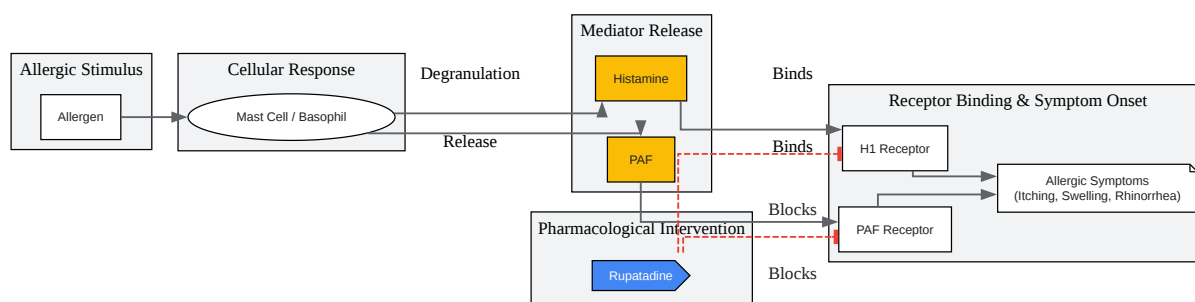 Allergic Stimulus
Allergen
Cellular Response
Mast Cell / Basophil
Degranulation
Release
Mediator Release
Histamine
PAF
Binds
Binds
Blocks
Blocks
Pharmacological Intervention
Rupatadine
Receptor Binding & Symptom Onset
H1 Receptor
PAF Receptor
Allergic Symptoms
(Itching, Swelling, Rhinorrhea)